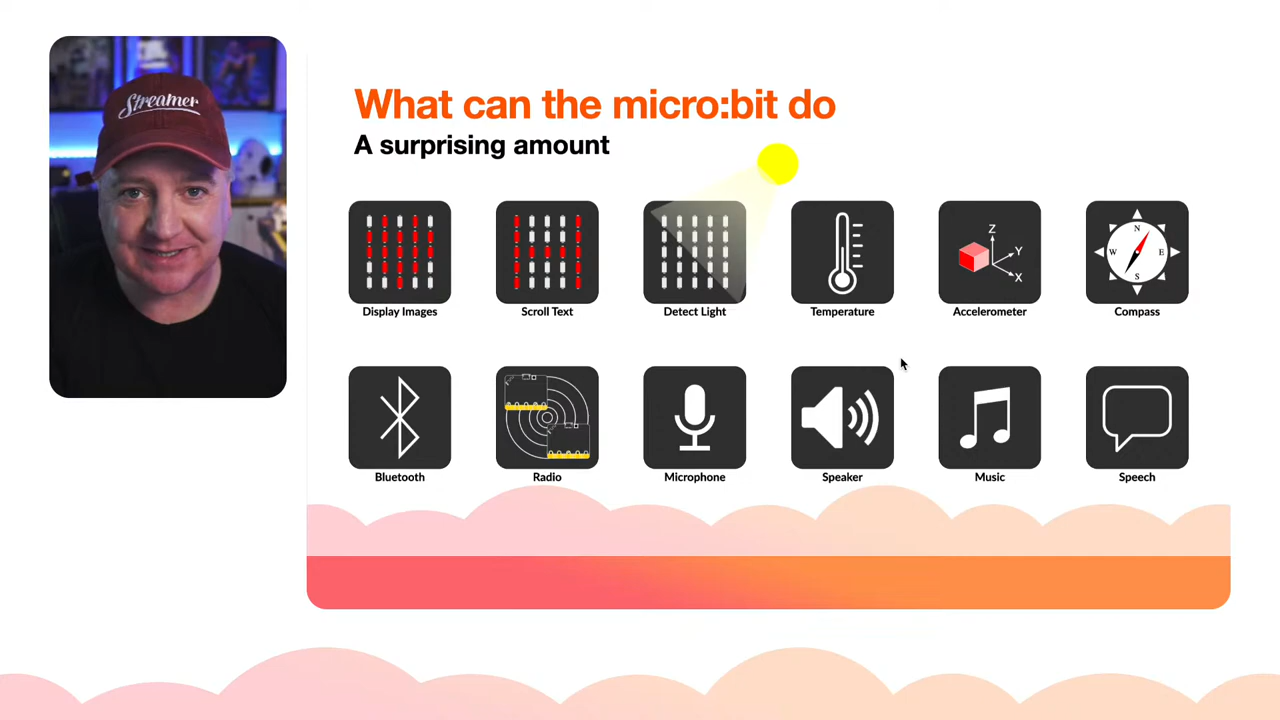 Streamer
What can the micro:bit do
A surprising amount
Display Images
Scroll Text
Detect Light
Temperature
Accelerometer
Compass
Z
Y
X
N
W
E
S
Bluetooth
Radio
Microphone
Speaker
Music
Speech